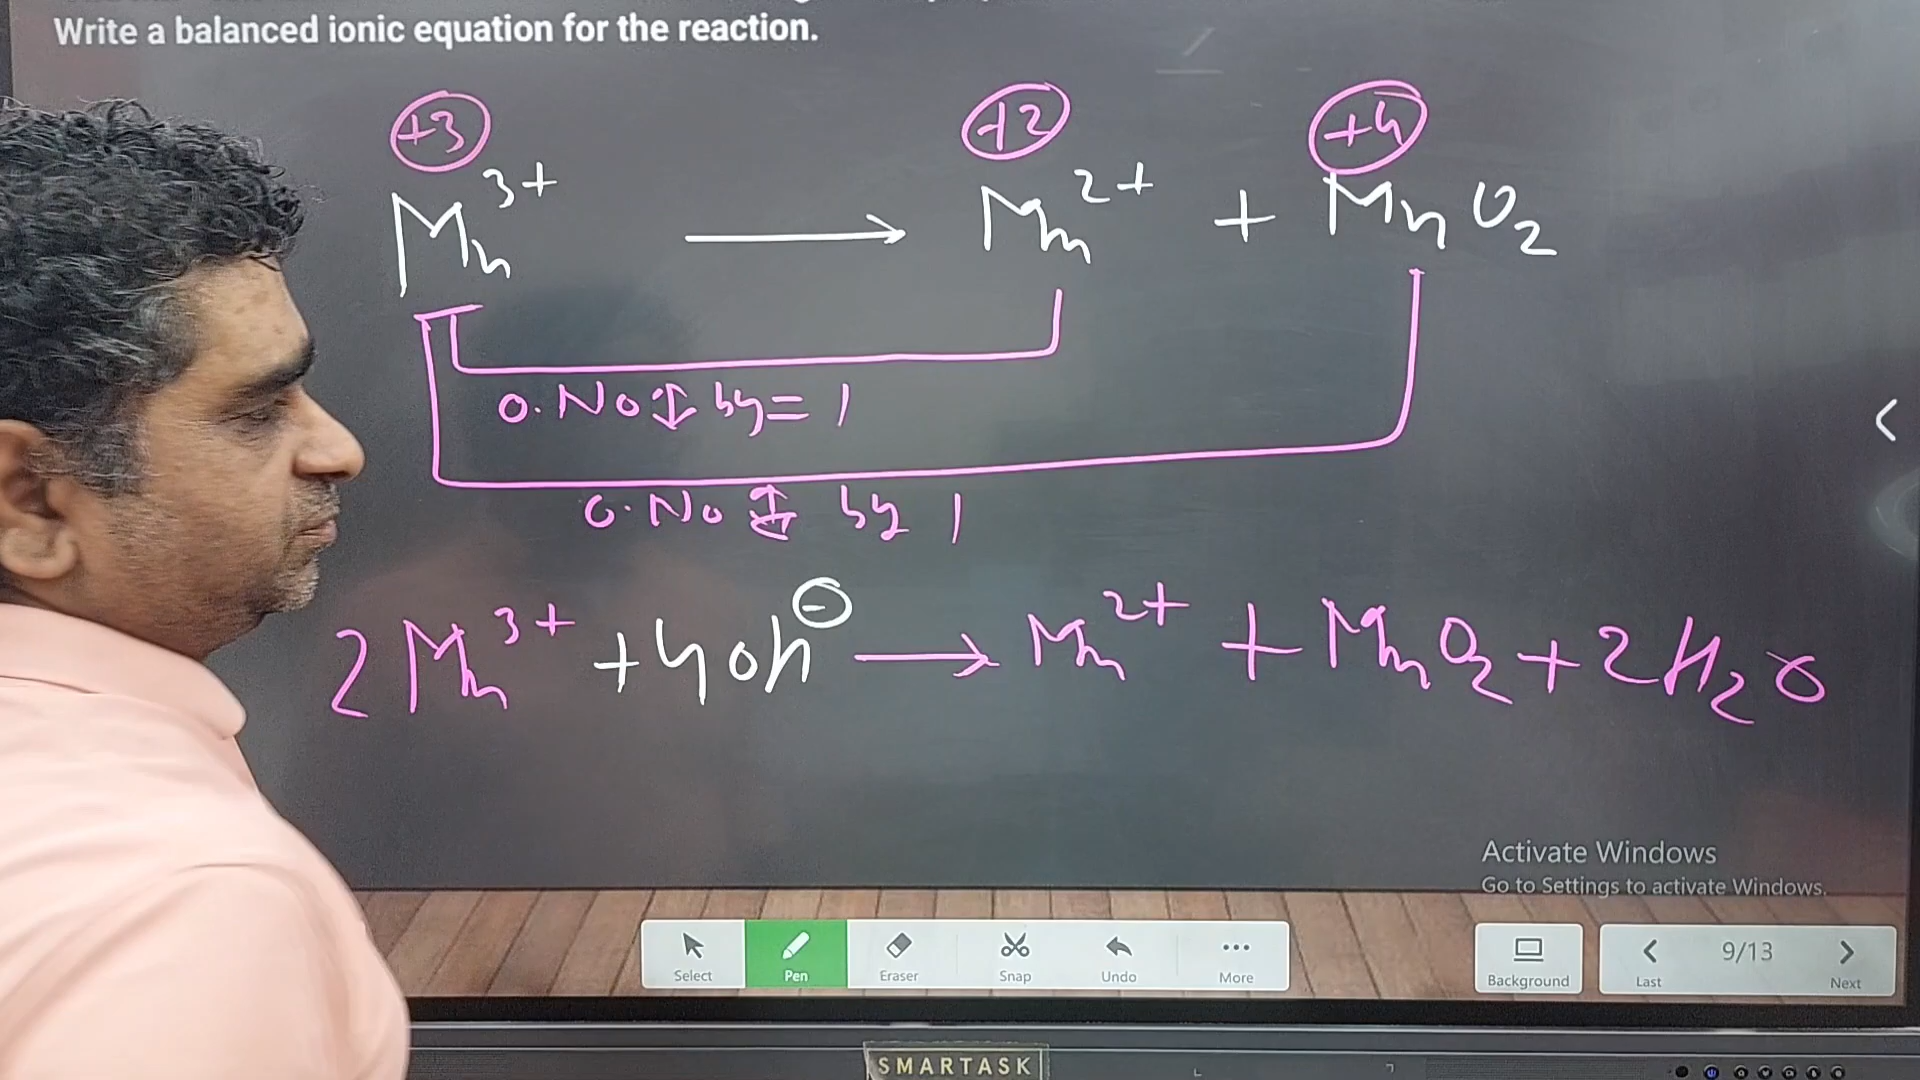 Write a balanced ionic equation for the reaction.
+3 +2 +4
Mn³⁺ ⟶ Mn²⁺ + MnO₂
O.No ↕ by = 1
O.No ↕ by 1
2Mn³⁺ + 4OH⊖ ⟶ Mn²⁺ + MnO₂ + 2H₂O
Activate Windows
Go to Settings to activate Windows.
Select Pen Eraser Snap Undo More Background Last 9/13 Next
SMARTASK